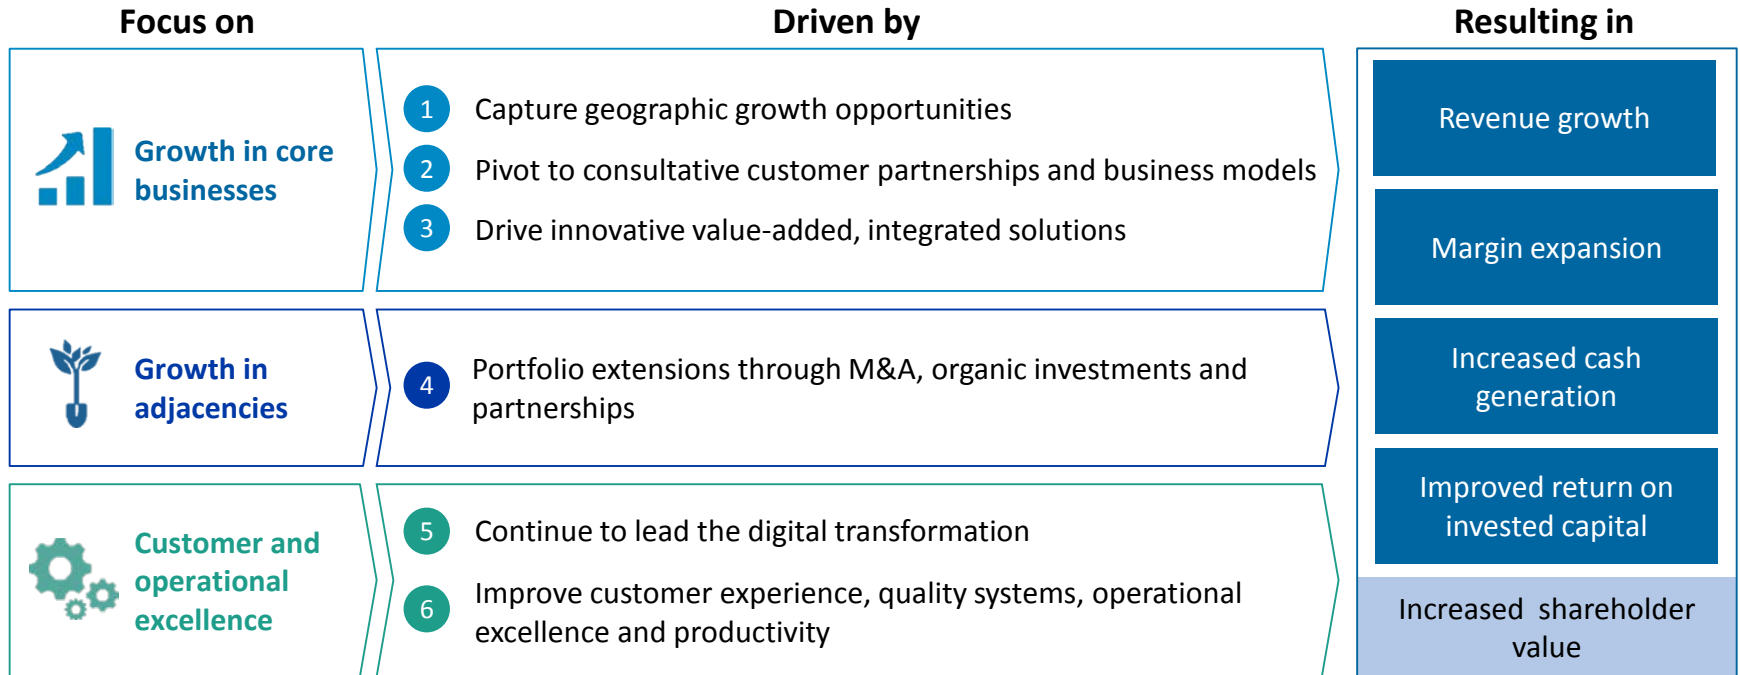 Focus on
Driven by
Resulting in
Growth in core
businesses
1 Capture geographic growth opportunities
2 Pivot to consultative customer partnerships and business models
3 Drive innovative value-added, integrated solutions
Growth in
adjacencies
4 Portfolio extensions through M&A, organic investments and
partnerships
Customer and
operational
excellence
5 Continue to lead the digital transformation
6 Improve customer experience, quality systems, operational
excellence and productivity
Revenue growth
Margin expansion
Increased cash
generation
Improved return on
invested capital
Increased shareholder
value